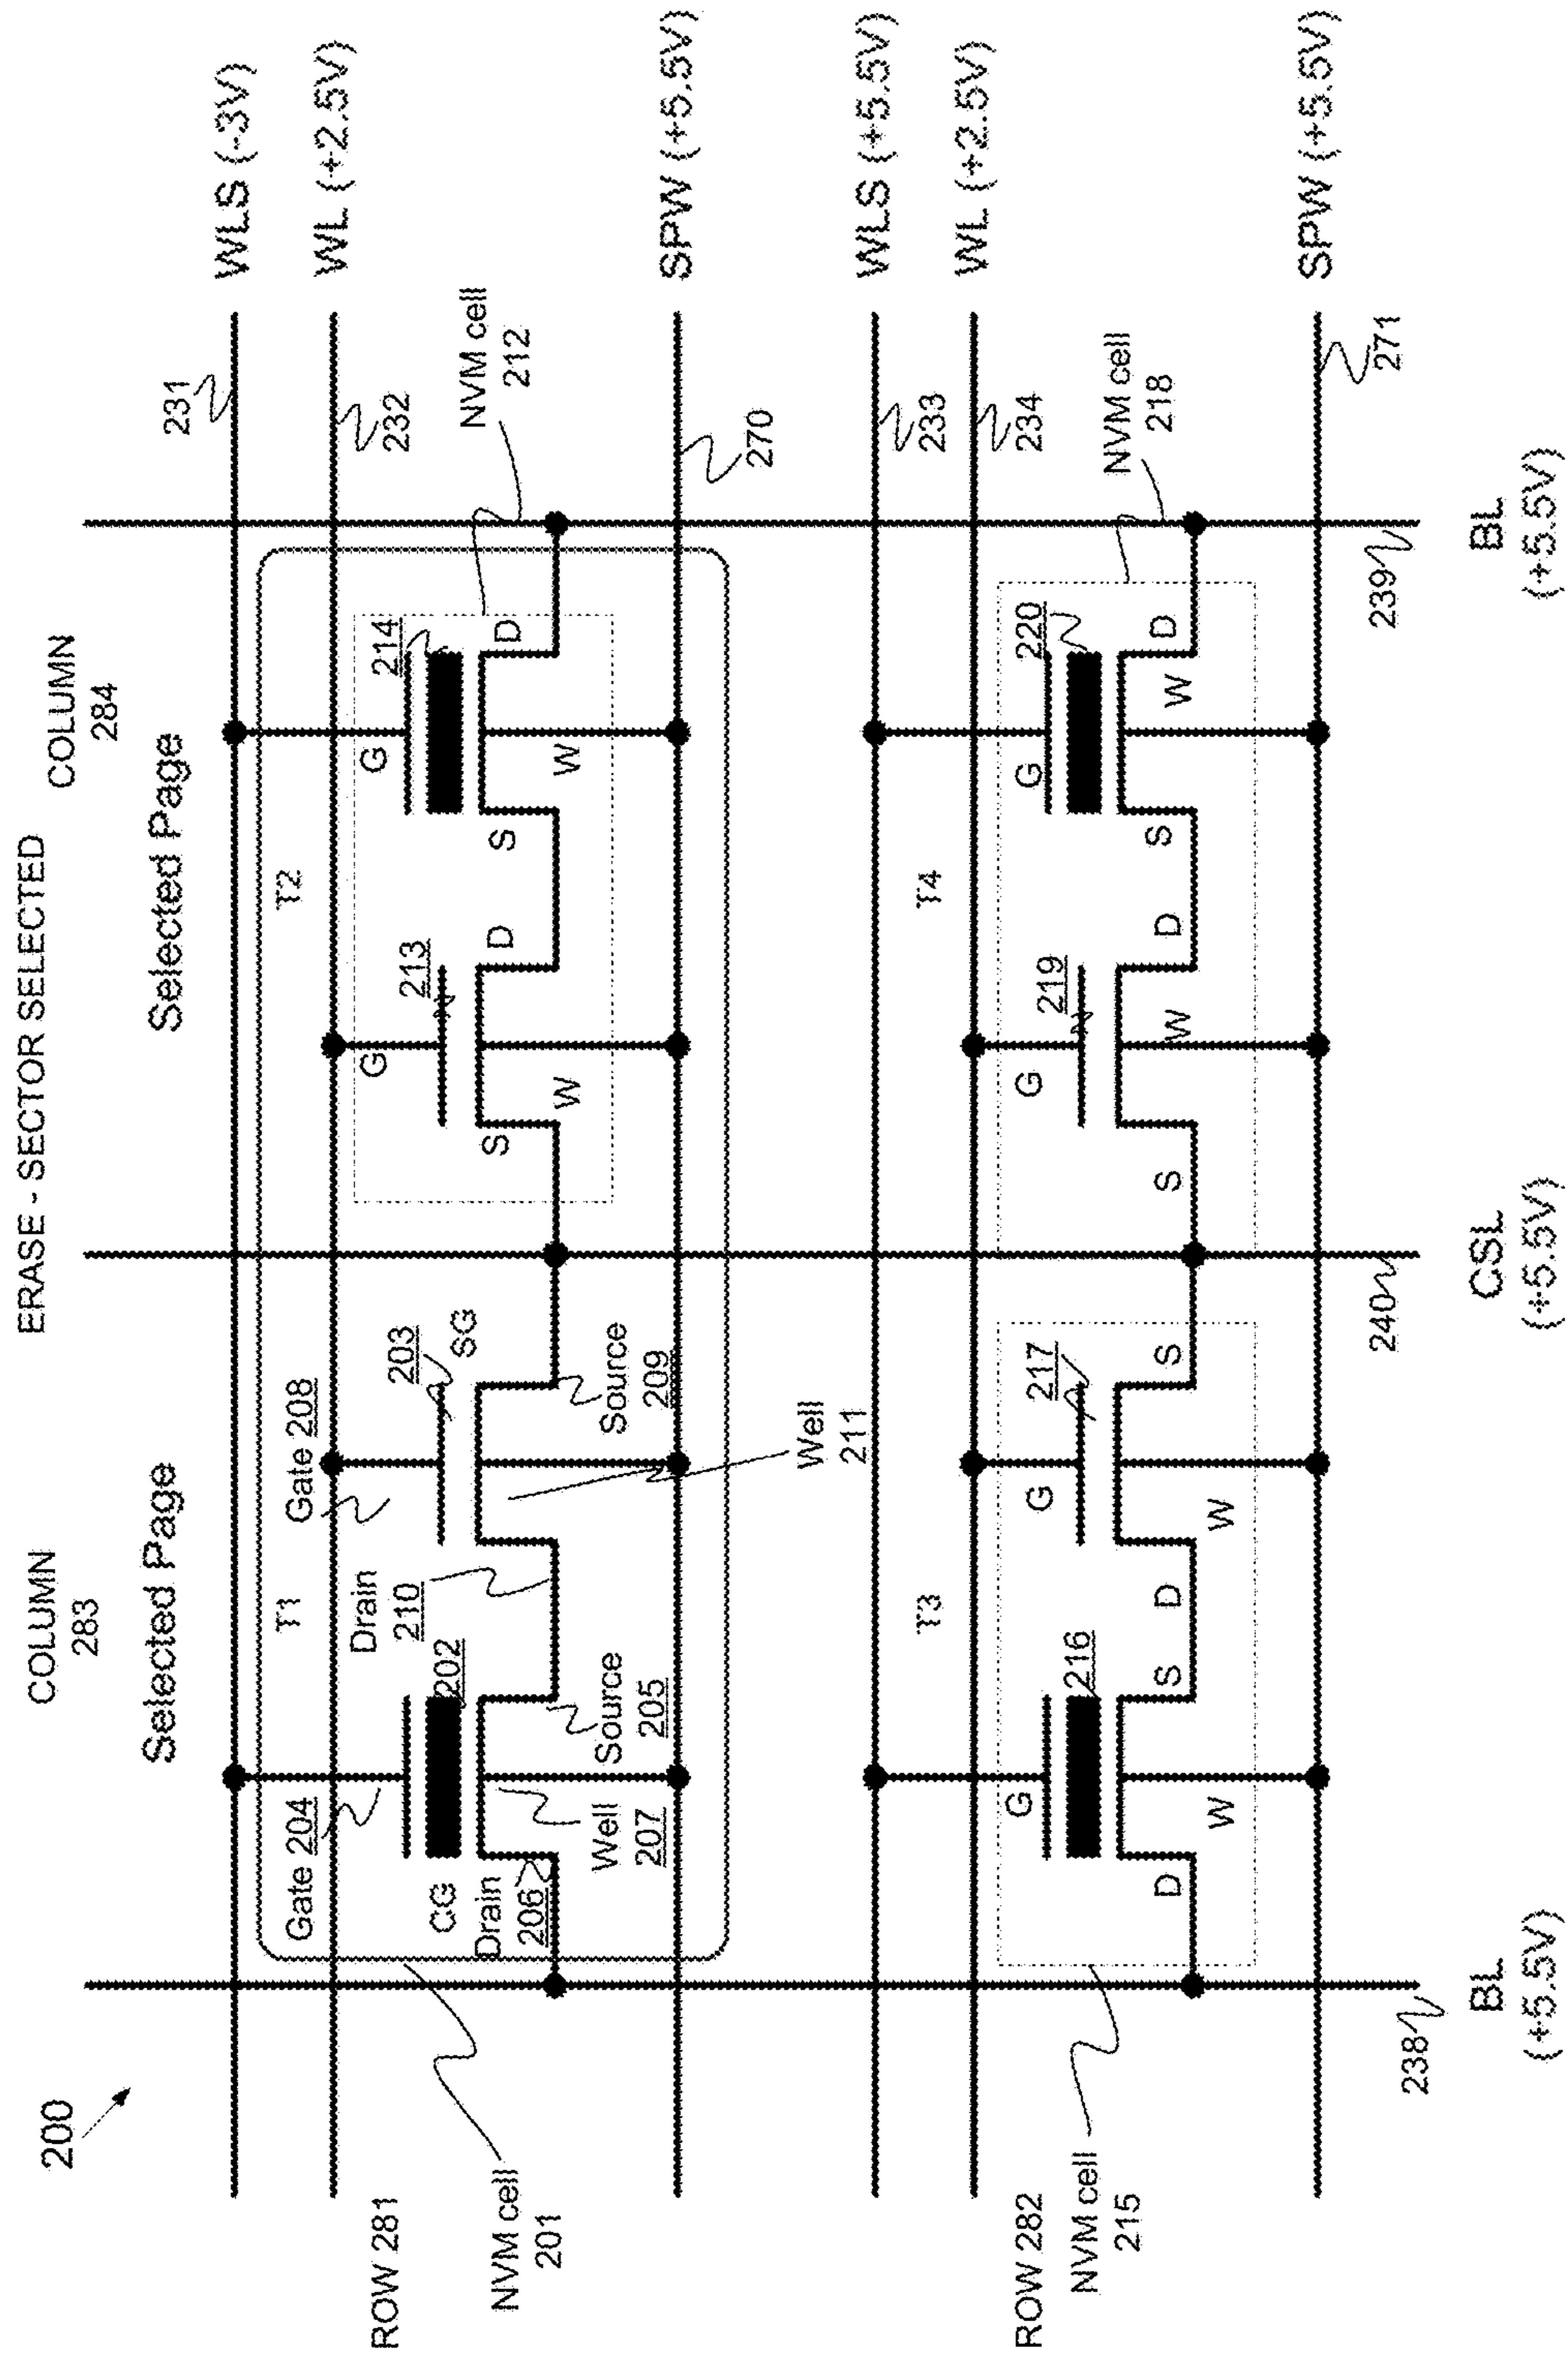 ERASE - SECTOR SELECTED
200
COLUMN
283
COLUMN
284
Selected Page
Selected Page
231
WLS (-3V)
T1
T2
232
WL (+2.5V)
ROW 281
NVM cell
201
Gate 204
CG
202
Drain
206
Well
207
Source
205
Drain
210
Gate 208
203
SG
Source
209
Well
211
G
213
S
W
D
G
214
S
W
D
NVM cell
212
270
SPW (+5.5V)
233
WLS (+5.5V)
T3
T4
234
WL (+2.5V)
ROW 282
NVM cell
215
G
216
D
W
S
G
217
D
W
S
G
219
S
W
D
G
220
S
W
D
NVM cell
218
271
SPW (+5.5V)
238
240
239
BL
(+5.5V)
CSL
(+5.5V)
BL
(+5.5V)